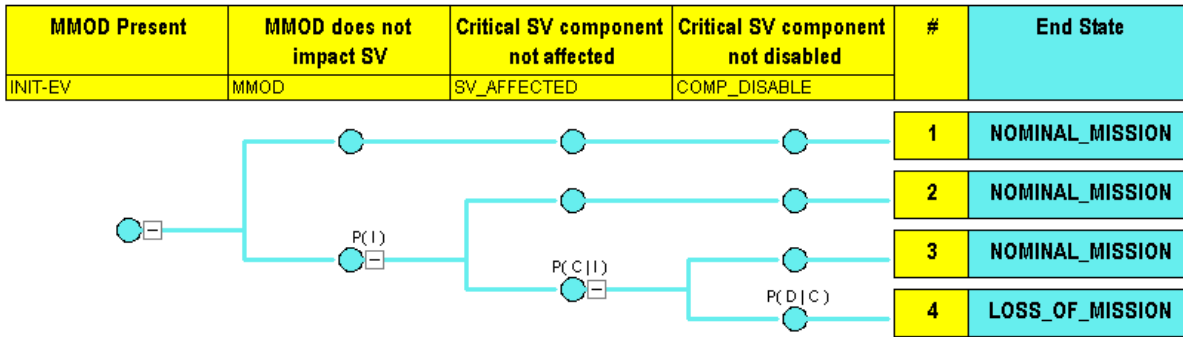 MMOD Present
MMOD does not
impact SV
Critical SV component
not affected
Critical SV component
not disabled
#
End State
INIT-EV
MMOD
SV_AFFECTED
COMP_DISABLE
1
NOMINAL_MISSION
2
NOMINAL_MISSION
P( I )
3
NOMINAL_MISSION
P( C | I )
P( D | C )
4
LOSS_OF_MISSION